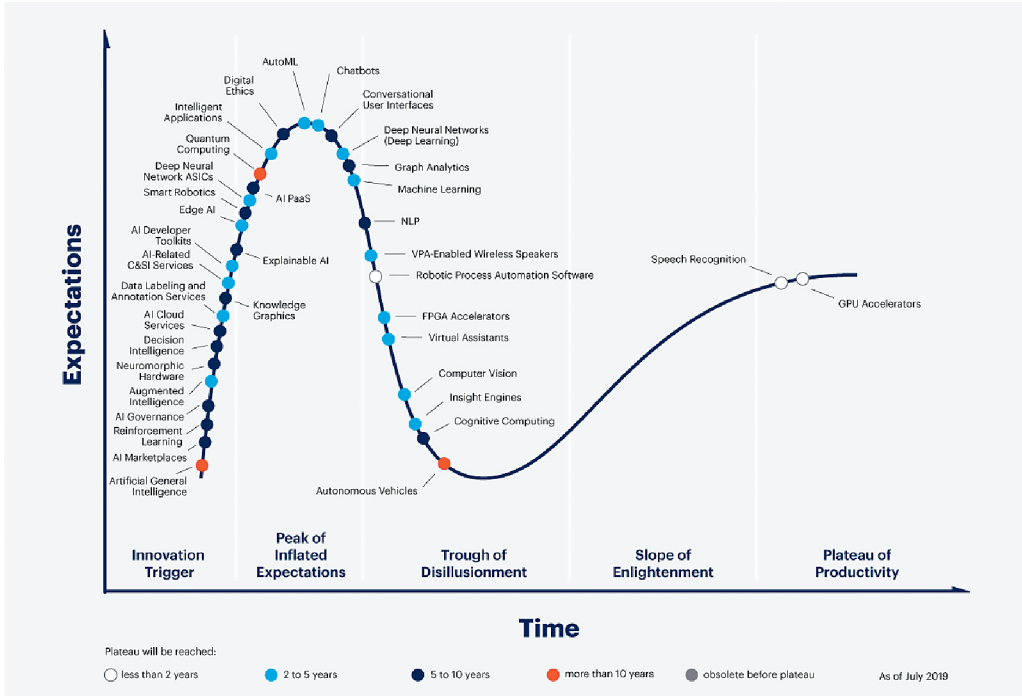 AutoML
Chatbots
Digital
Ethics
Conversational
User Interfaces
Intelligent
Applications
Deep Neural Networks
(Deep Learning)
Quantum
Computing
Graph Analytics
Deep Neural
Network ASICs
Machine Learning
Smart Robotics
AI PaaS
Edge AI
NLP
AI Developer
Toolkits
VPA-Enabled Wireless Speakers
AI-Related
C&SI Services
Explainable AI
Robotic Process Automation Software
Speech Recognition
Data Labeling and
Annotation Services
Knowledge
Graphics
GPU Accelerators
AI Cloud
Services
FPGA Accelerators
Decision
Intelligence
Virtual Assistants
Neuromorphic
Hardware
Computer Vision
Augmented
Intelligence
Insight Engines
AI Governance
Cognitive Computing
Reinforcement
Learning
AI Marketplaces
Artificial General
Intelligence
Autonomous Vehicles
Expectations
Innovation
Trigger
Peak of
Inflated
Expectations
Trough of
Disillusionment
Slope of
Enlightenment
Plateau of
Productivity
Time
Plateau will be reached:
less than 2 years
2 to 5 years
5 to 10 years
more than 10 years
obsolete before plateau
As of July 2019